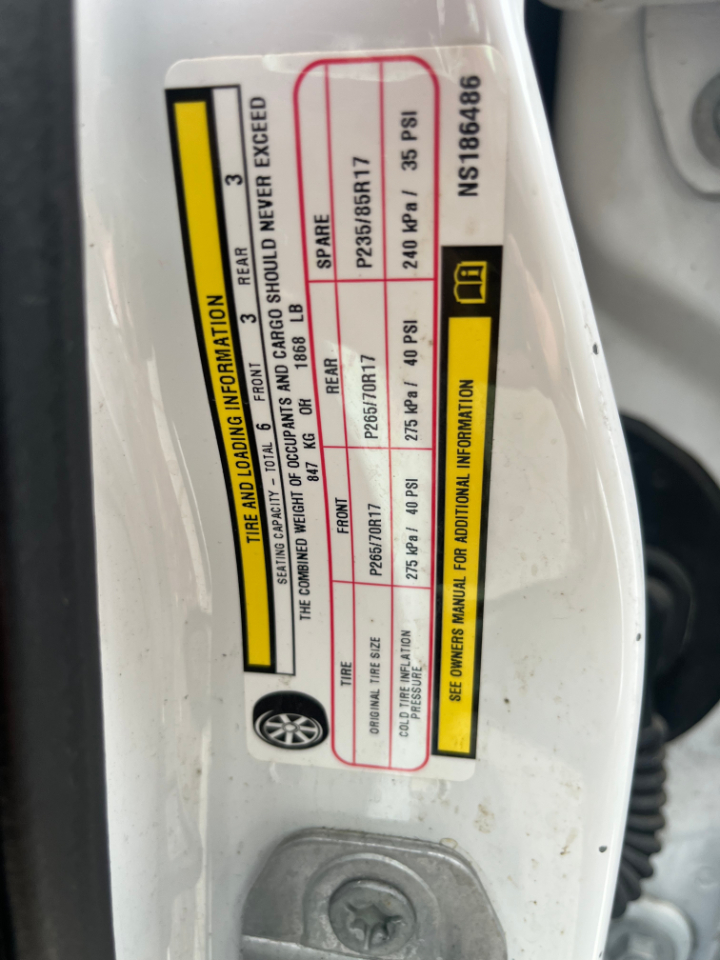 TIRE AND LOADING INFORMATION
SEATING CAPACITY - TOTAL 6 FRONT 3 REAR 3
THE COMBINED WEIGHT OF OCCUPANTS AND CARGO SHOULD NEVER EXCEED
847 KG OR 1868 LB
TIRE FRONT REAR SPARE
ORIGINAL TIRE SIZE P265/70R17 P265/70R17 P235/85R17
COLD TIRE INFLATION PRESSURE 275 kPa/ 40 PSI 275 kPa/ 40 PSI 240 kPa/ 35 PSI
SEE OWNERS MANUAL FOR ADDITIONAL INFORMATION
NS186486